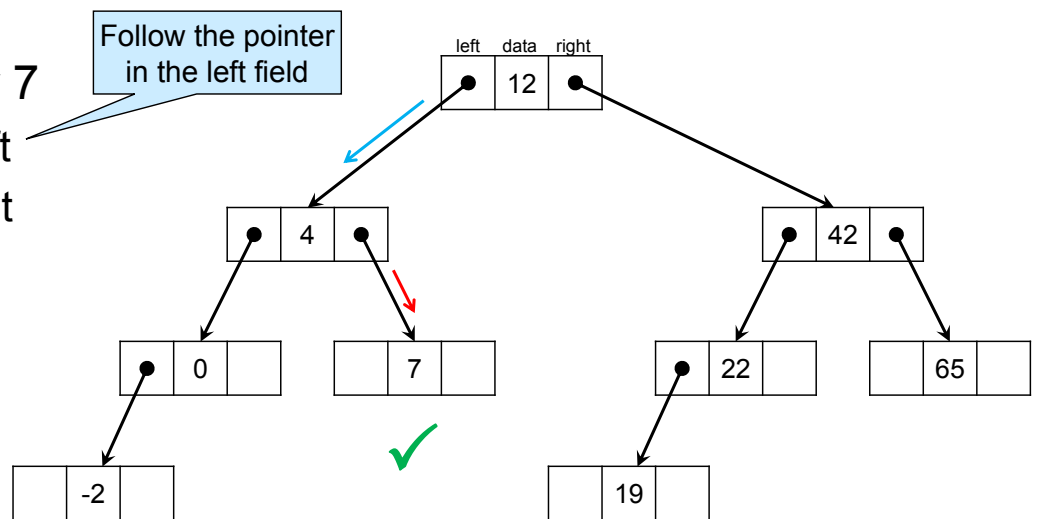 Follow the pointer
in the left field
7
t
t
left data right
12
4
42
0
7
22
65
-2
19